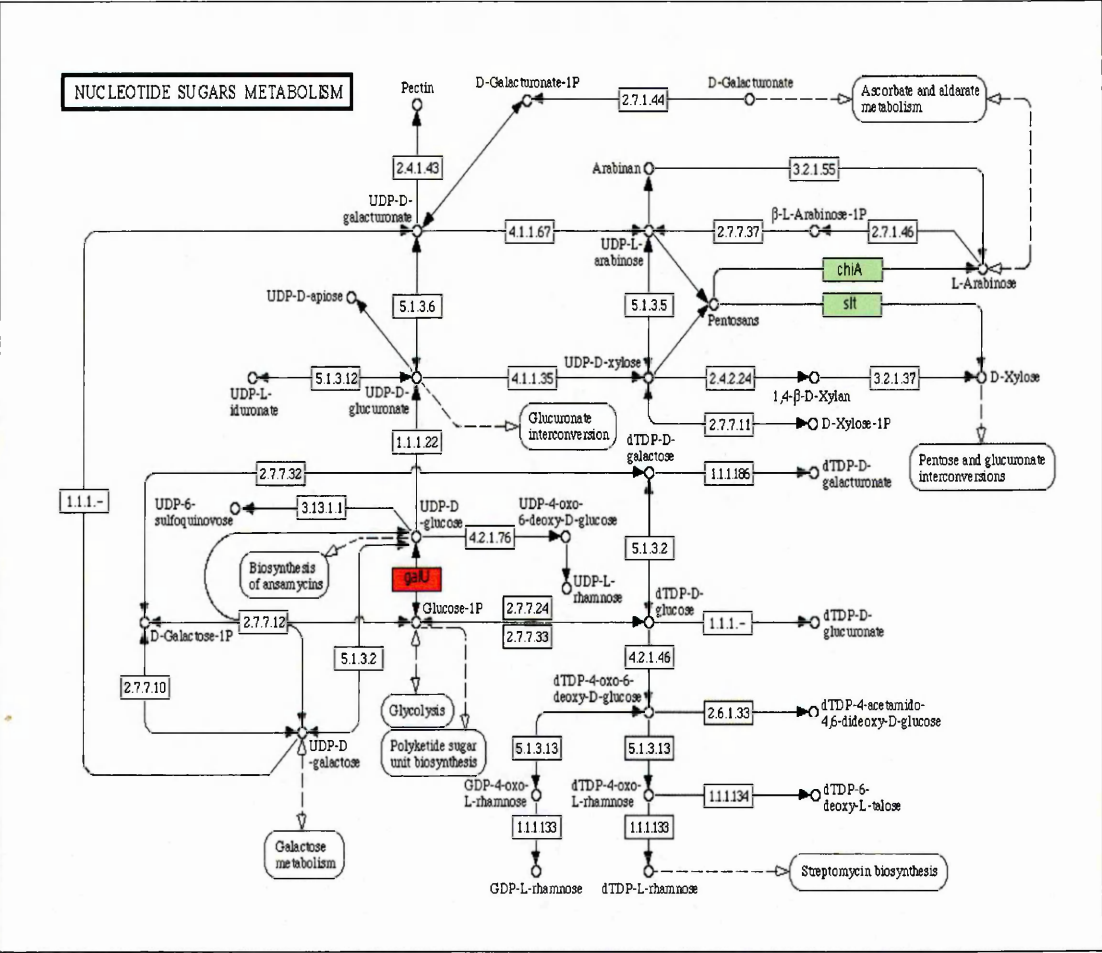 NUCLEOTIDE SUGARS METABOLISM
Pectin
D-Galacturonate-1P
2.7.1.44
D-Galacturonate
Ascorbate and aldarate
metabolism
2.4.1.43
Arabinan
3.2.1.55
UDP-D-
galacturonate
4.1.1.67
UDP-L-
arabinose
2.7.7.37
β-L-Arabinose-1P
2.7.1.46
chiA
L-Arabinose
UDP-D-apiose
5.1.3.6
5.1.3.5
slt
Pentosans
UDP-L-
iduronate
5.1.3.12
UDP-D-
glucuronate
4.1.1.35
UDP-D-xylose
2.4.2.24
1,4-β-D-Xylan
3.2.1.37
D-Xylose
Glucuronate
interconversion
2.7.7.11
D-Xylose-1P
1.1.1.22
dTDP-D-
galactose
1.1.1.186
dTDP-D-
galacturonate
Pentose and glucuronate
interconversions
2.7.7.32
1.1.1.-
UDP-6-
sulfoquinovose
3.13.1.1
UDP-D
-glucose
4.2.1.76
UDP-4-oxo-
6-deoxy-D-glucose
5.1.3.2
Biosynthesis
of ansamycins
galU
UDP-L-
rhamnose
dTDP-D-
glucose
D-Galactose-1P
2.7.7.12
Glucose-1P
2.7.7.24
2.7.7.33
1.1.1.-
dTDP-D-
glucuronate
5.1.3.2
4.2.1.46
2.7.7.10
Glycolysis
dTDP-4-oxo-6-
deoxy-D-glucose
2.6.1.33
dTDP-4-acetamido-
4,6-dideoxy-D-glucose
UDP-D
-galactose
Polyketide sugar
unit biosynthesis
5.1.3.13
5.1.3.13
GDP-4-oxo-
L-rhamnose
dTDP-4-oxo-
L-rhamnose
1.1.1.134
dTDP-6-
deoxy-L-talose
Galactose
metabolism
1.1.1.133
1.1.1.133
GDP-L-rhamnose
dTDP-L-rhamnose
Streptomycin biosynthesis